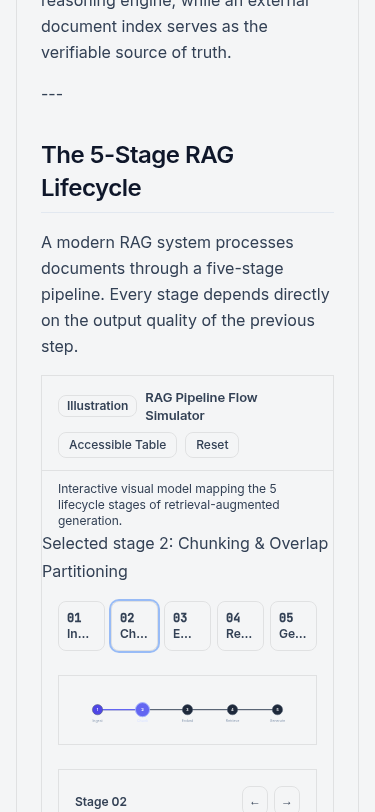 reasoning engine, while an external
document index serves as the
verifiable source of truth.
---
The 5-Stage RAG
Lifecycle
A modern RAG system processes
documents through a five-stage
pipeline. Every stage depends directly
on the output quality of the previous
step.
Illustration
RAG Pipeline Flow
Simulator
Accessible Table
Reset
Interactive visual model mapping the 5
lifecycle stages of retrieval-augmented
generation.
Selected stage 2: Chunking & Overlap
Partitioning
01
In...
02
Ch...
03
E...
04
Re...
05
Ge...
Stage 02
← →